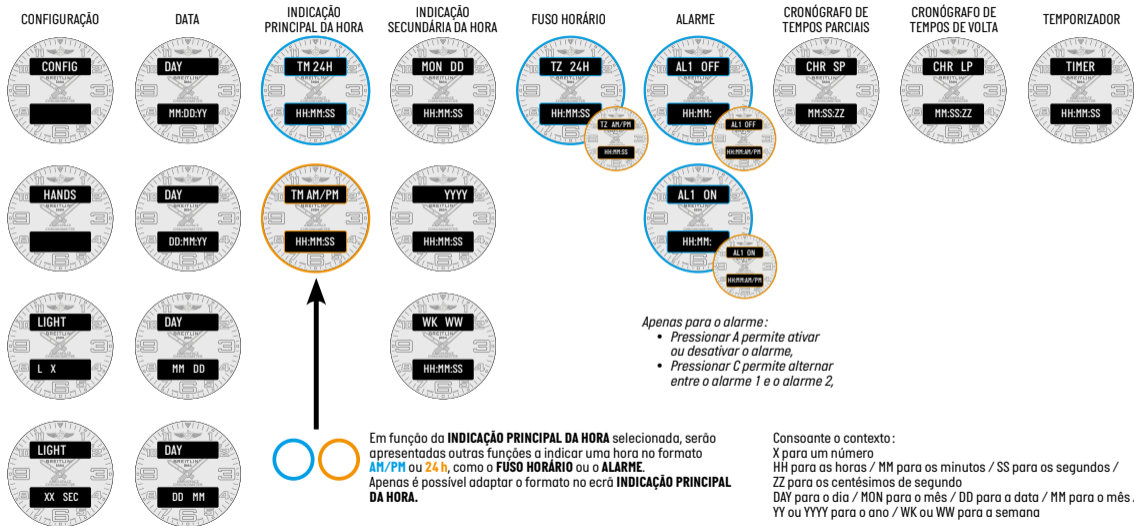 CONFIGURAÇÃO
DATA
INDICAÇÃO
PRINCIPAL DA HORA
INDICAÇÃO
SECUNDÁRIA DA HORA
FUSO HORÁRIO
ALARME
CRONÓGRAFO DE
TEMPOS PARCIAIS
CRONÓGRAFO DE
TEMPOS DE VOLTA
TEMPORIZADOR
CONFIG
DAY
MM:DD:YY
TM 24H
HH:MM:SS
MON DD
HH:MM:SS
TZ 24H
HH:MM:SS
TZ AM/PM
HH:MM:SS
AL1 OFF
HH:MM:
AL1 OFF
HH:MM:AM/PM
CHR SP
MM:SS:ZZ
CHR LP
MM:SS:ZZ
TIMER
HH:MM:SS
HANDS
DAY
DD:MM:YY
TM AM/PM
HH:MM:SS
YYYY
HH:MM:SS
AL1 ON
HH:MM:
AL1 ON
HH:MM:AM/PM
LIGHT
L X
DAY
MM DD
WK WW
HH:MM:SS
Apenas para o alarme:
• Pressionar A permite ativar
ou desativar o alarme,
• Pressionar C permite alternar
entre o alarme 1 e o alarme 2,
LIGHT
XX SEC
DAY
DD MM
Em função da INDICAÇÃO PRINCIPAL DA HORA selecionada, serão
apresentadas outras funções a indicar uma hora no formato
AM/PM ou 24 h, como o FUSO HORÁRIO ou o ALARME.
Apenas é possível adaptar o formato no ecrã INDICAÇÃO PRINCIPAL
DA HORA.
Consoante o contexto:
X para um número
HH para as horas / MM para os minutos / SS para os segundos /
ZZ para os centésimos de segundo
DAY para o dia / MON para o mês / DD para a data / MM para o mês /
YY ou YYYY para o ano / WK ou WW para a semana